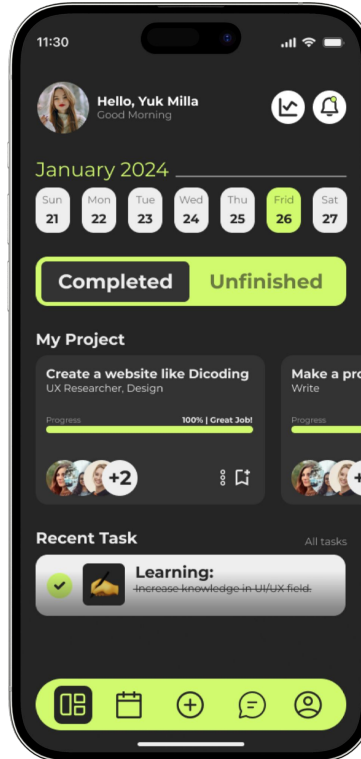 11:30
Hello, Yuk Milla
Good Morning
January 2024
Sun Mon Tue Wed Thu Frid Sat
21 22 23 24 25 26 27
Completed Unfinished
My Project
Create a website like Dicoding
UX Researcher, Design
Progress 100% | Great Job!
+2
Make a pro
Write
Progress
+
Recent Task All tasks
Learning:
Increase knowledge in UI/UX field.